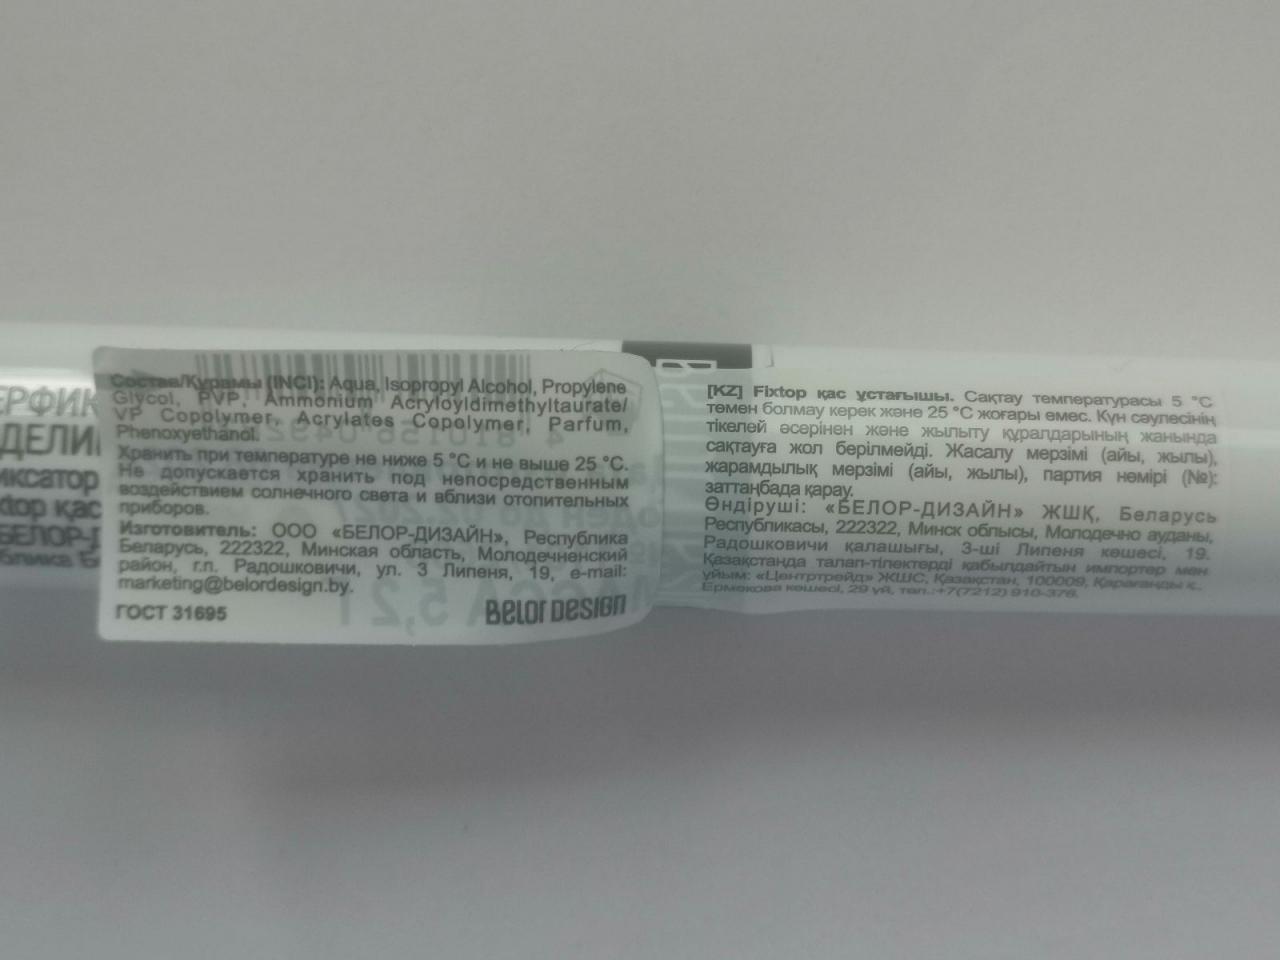 Состав/Құрамы (INCI): Aqua, Isopropyl Alcohol, Propylene
Glycol, PVP, Ammonium Acryloyldimethyltaurate/
VP Copolymer, Acrylates Copolymer, Parfum,
Phenoxyethanol.
Хранить при температуре не ниже 5 °C и не выше 25 °C.
Не допускается хранить под непосредственным
воздействием солнечного света и вблизи отопительных
приборов.
Изготовитель: ООО «БЕЛОР-ДИЗАЙН», Республика
Беларусь, 222322, Минская область, Молодечненский
район, г.п. Радошковичи, ул. 3 Липеня, 19, e-mail:
marketing@belordesign.by.
ГОСТ 31695
BelorDesign
[KZ] Fixtop қас ұстағышы. Сақтау температурасы 5 °C
төмен болмау керек және 25 °C жоғары емес. Күн сәулесінің
тікелей әсерінен және жылыту құралдарының жанында
сақтауға жол берілмейді. Жасалу мерзімі (айы, жылы),
жарамдылық мерзімі (айы, жылы), партия немірі (№):
заттаңбада қарау.
Өндіруші: «БЕЛОР-ДИЗАЙН» ЖШҚ, Беларусь
Республикасы, 222322, Минск облысы, Молодечно ауданы,
Радошковичи қалашығы, 3-ші Липеня көшесі, 19.
Қазақстанда талап-тілектерді қабылдайтын импортер мен
ұйым: «Центртрейд» ЖШС, Қазақстан, 100009, Қарағанды қ.,
Ермекова көшесі, 29 үй, тел.:+7(7212) 910-376.